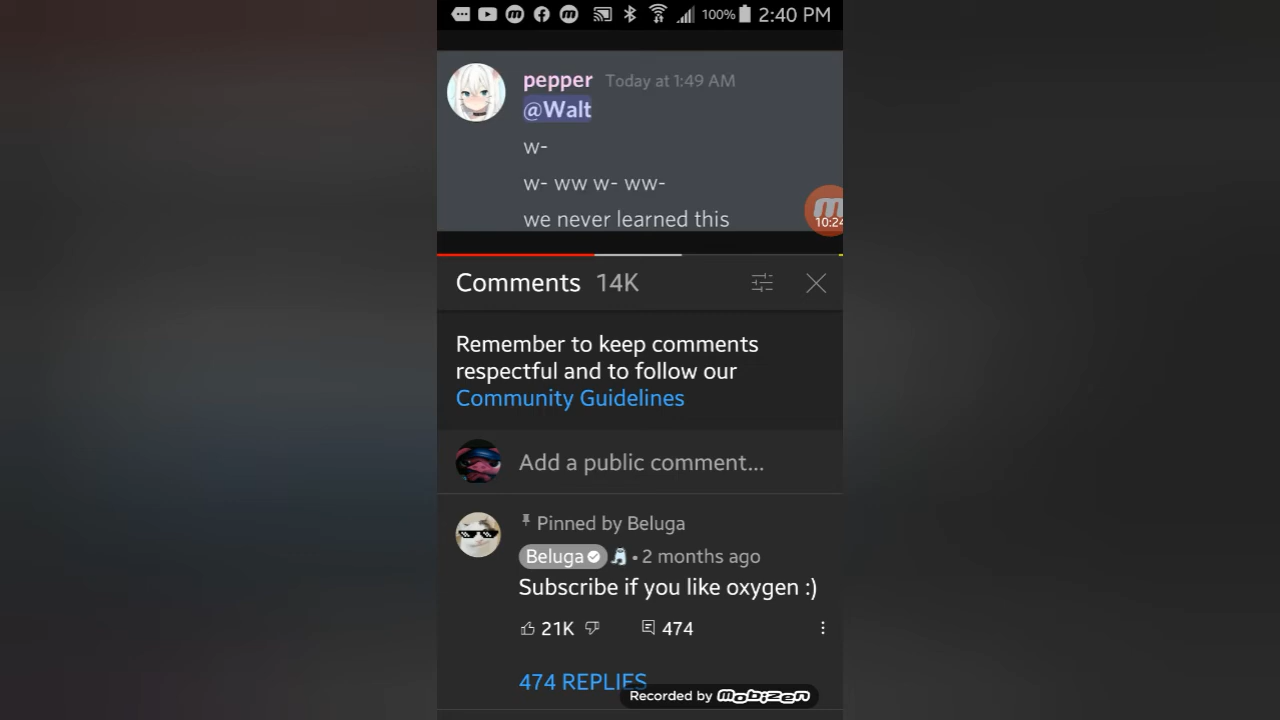 100% 2:40 PM
pepper Today at 1:49 AM
@Walt
w-
w- ww w- ww-
we never learned this
10:24
Comments 14K
Remember to keep comments
respectful and to follow our
Community Guidelines
Add a public comment...
Pinned by Beluga
Beluga • 2 months ago
Subscribe if you like oxygen :)
21K 474
474 REPLIES
Recorded by mobizen